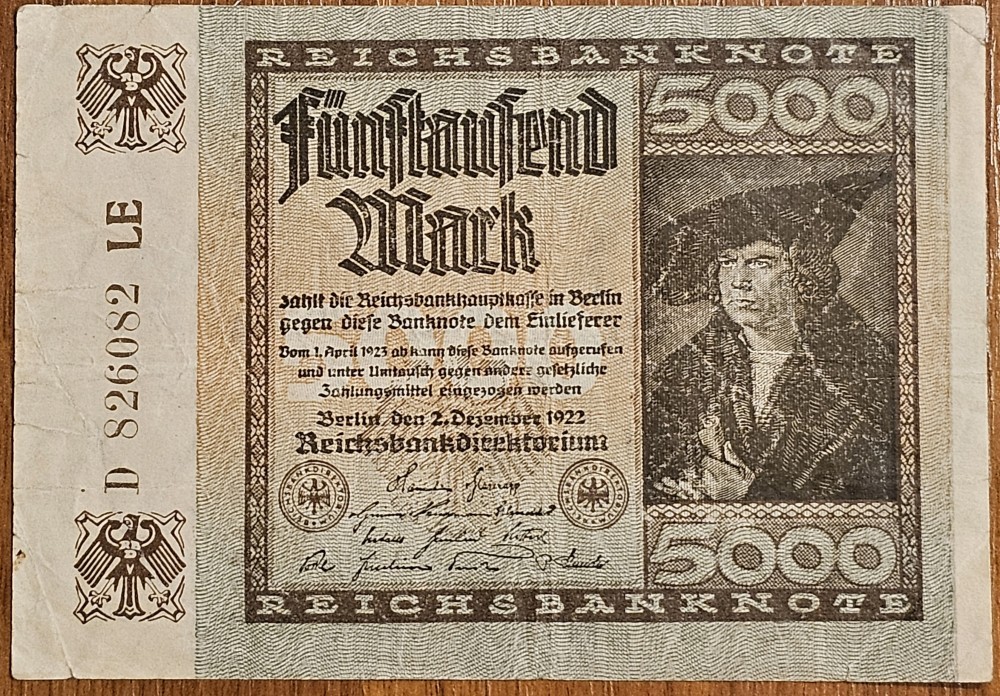 REICHSBANKNOTE
5000
Fünftausend
Mark
zahlt die Reichsbankhauptkasse in Berlin
gegen diese Banknote dem Einlieferer
Vom 1. April 1923 ab kann diese Banknote aufgerufen
und unter Umtausch gegen andere gesetzliche
Zahlungsmittel eingezogen werden
Berlin, den 2. Dezember 1922
Reichsbankdirektorium
5000
REICHSBANKNOTE
D 826082 LE
5000